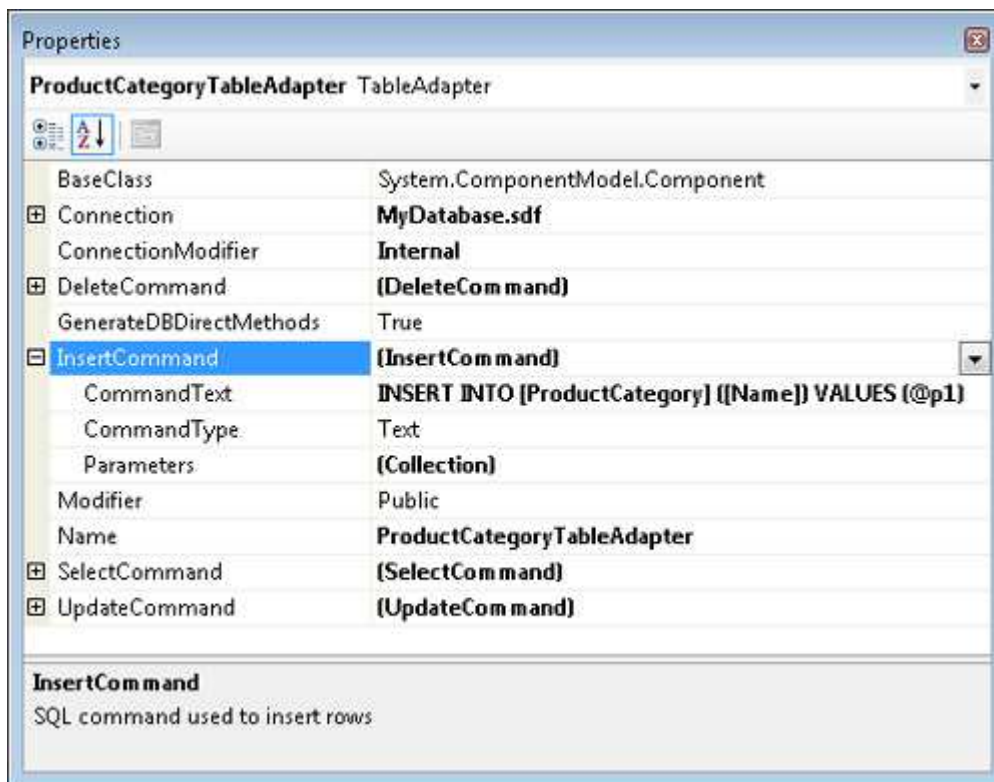 Properties
ProductCategoryTableAdapter TableAdapter
BaseClass System.ComponentModel.Component
Connection MyDatabase.sdf
ConnectionModifier Internal
DeleteCommand (DeleteCommand)
GenerateDBDirectMethods True
InsertCommand (InsertCommand)
CommandText INSERT INTO [ProductCategory] ([Name]) VALUES (@p1)
CommandType Text
Parameters (Collection)
Modifier Public
Name ProductCategoryTableAdapter
SelectCommand (SelectCommand)
UpdateCommand (UpdateCommand)
InsertCommand
SQL command used to insert rows